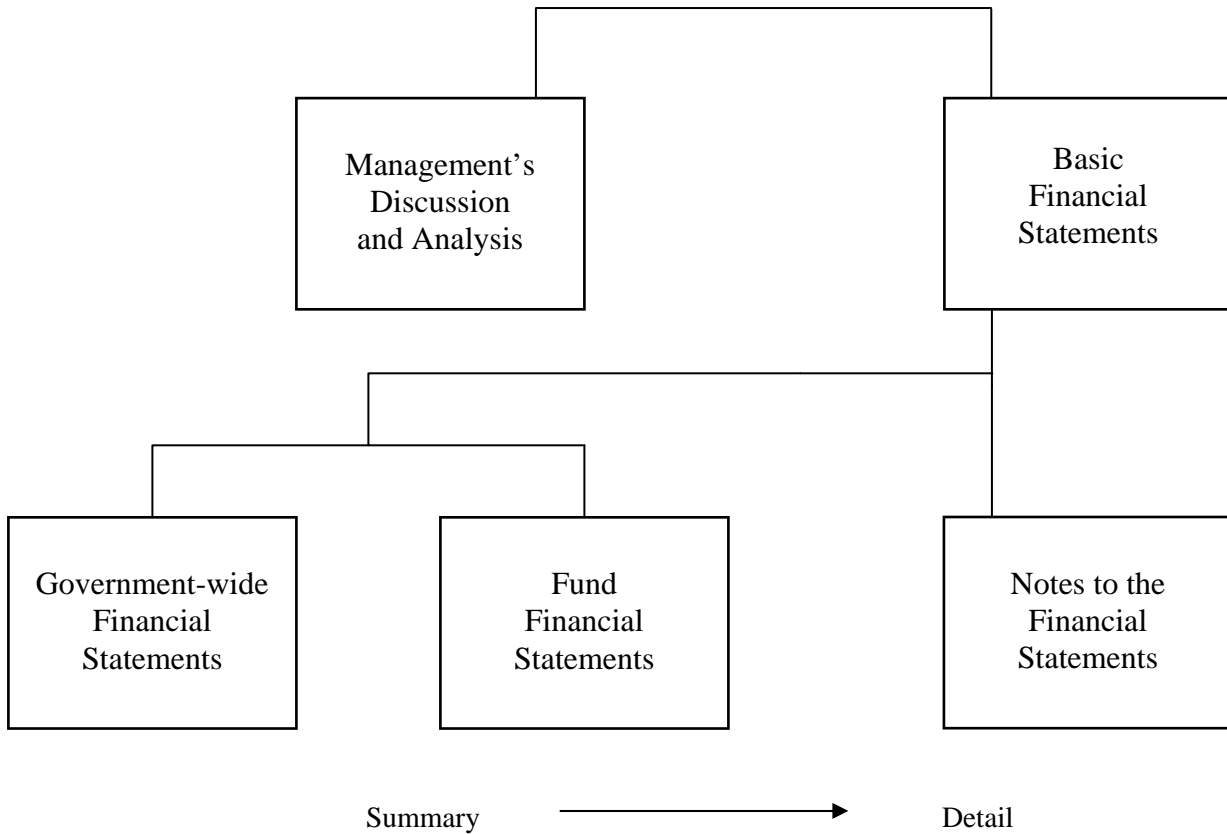 Management’s
Discussion
and Analysis
Basic
Financial
Statements
Government-wide
Financial
Statements
Fund
Financial
Statements
Notes to the
Financial
Statements
Summary
Detail